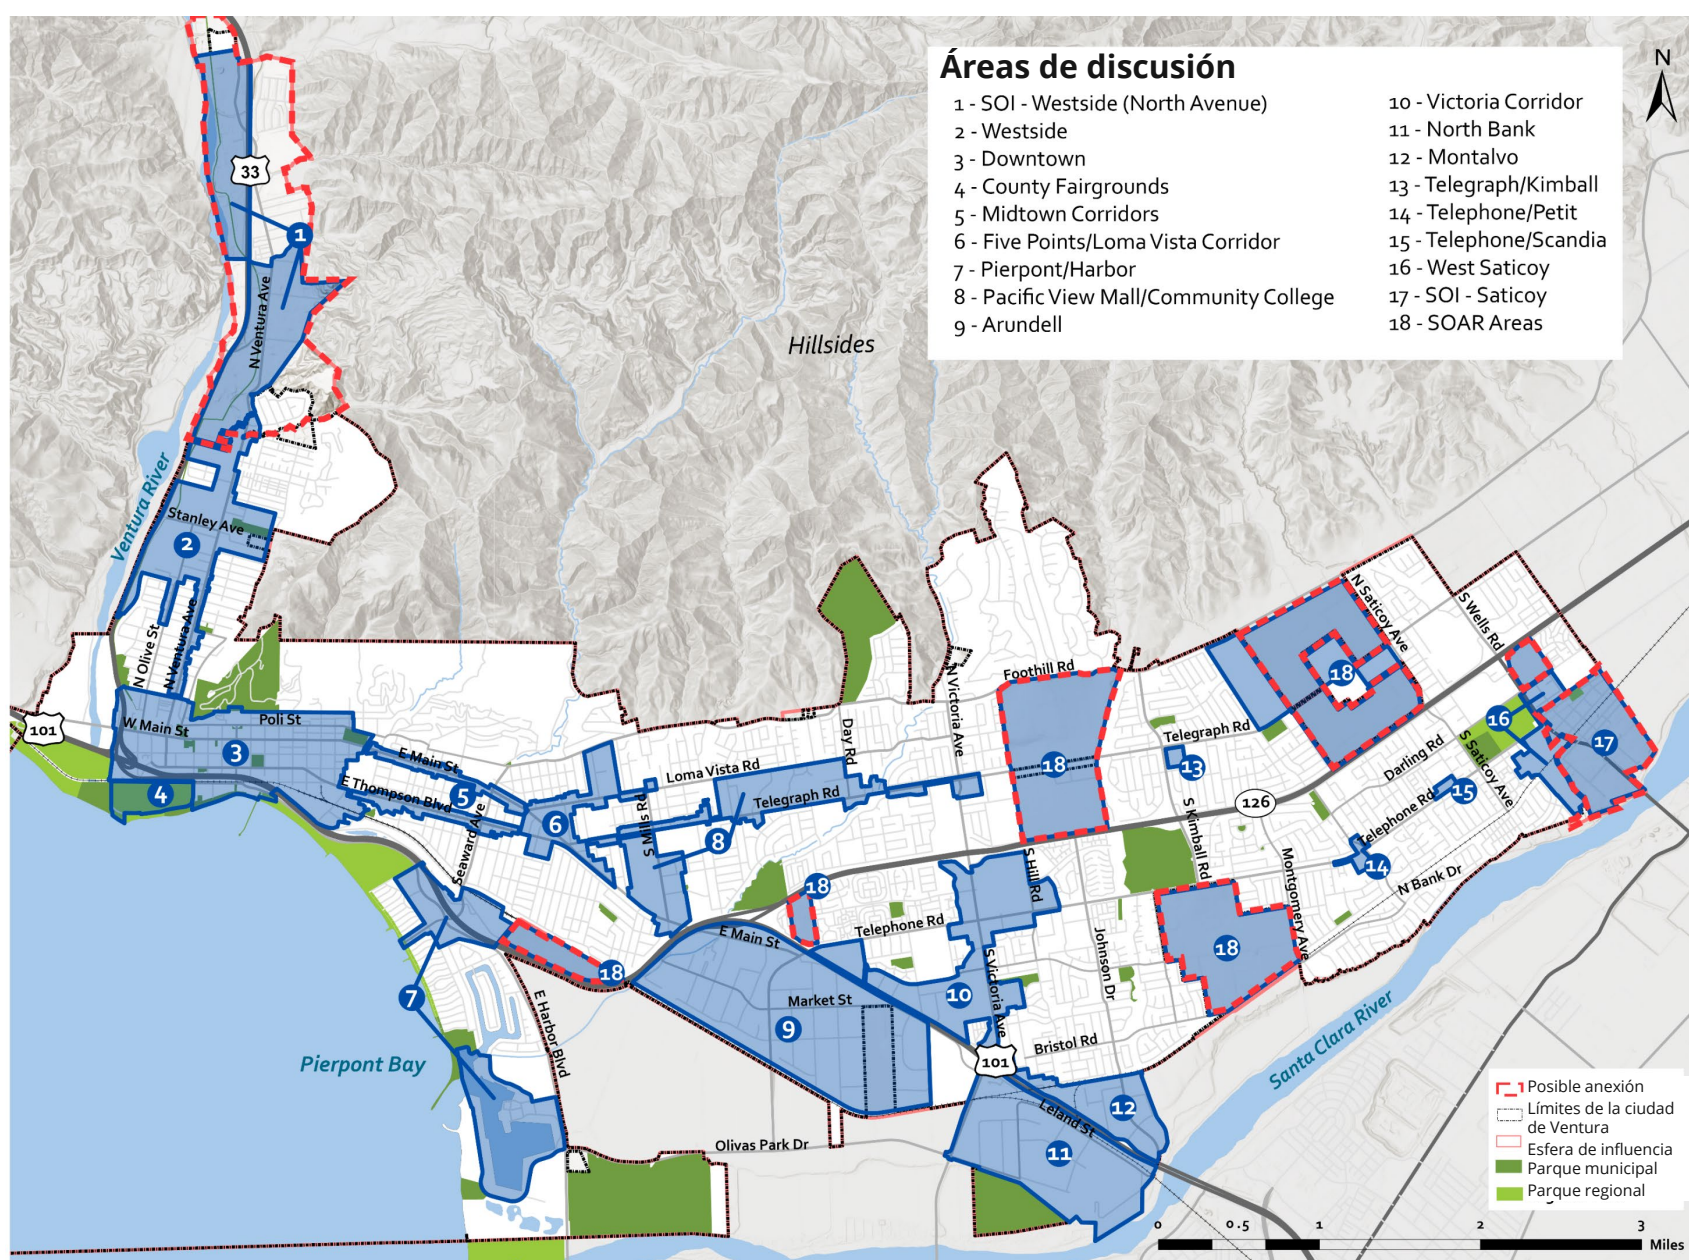 Áreas de discusión
1 - SOI - Westside (North Avenue)
2 - Westside
3 - Downtown
4 - County Fairgrounds
5 - Midtown Corridors
6 - Five Points/Loma Vista Corridor
7 - Pierpont/Harbor
8 - Pacific View Mall/Community College
9 - Arundell
10 - Victoria Corridor
11 - North Bank
12 - Montalvo
13 - Telegraph/Kimball
14 - Telephone/Petit
15 - Telephone/Scandia
16 - West Saticoy
17 - SOI - Saticoy
18 - SOAR Areas
N
33
1
N Ventura Ave
Hillsides
Ventura River
Stanley Ave
2
N Olive St
N Ventura Ave
101
W Main St
Poli St
3
4
E Main St
E Thompson Blvd
5
Seaward Ave
6
Loma Vista Rd
Telegraph Rd
S Mills Rd
8
Day Rd
N Victoria Ave
Foothill Rd
18
Telegraph Rd
13
N Saticoy Ave
S Wells Rd
18
16
17
S Saticoy Ave
Darling Rd
15
Telephone Rd
14
N Bank Dr
126
S Kimball Rd
Montgomery Ave
S Hill Rd
18
Telephone Rd
E Main St
18
18
7
E Harbor Blvd
Market St
9
10
S Victoria Ave
Johnson Dr
Bristol Rd
101
Pierpont Bay
Leland St
12
11
Olivas Park Dr
Santa Clara River
Posible anexión
Límites de la ciudad
de Ventura
Esfera de influencia
Parque municipal
Parque regional
0 0.5 1 2 3
Miles